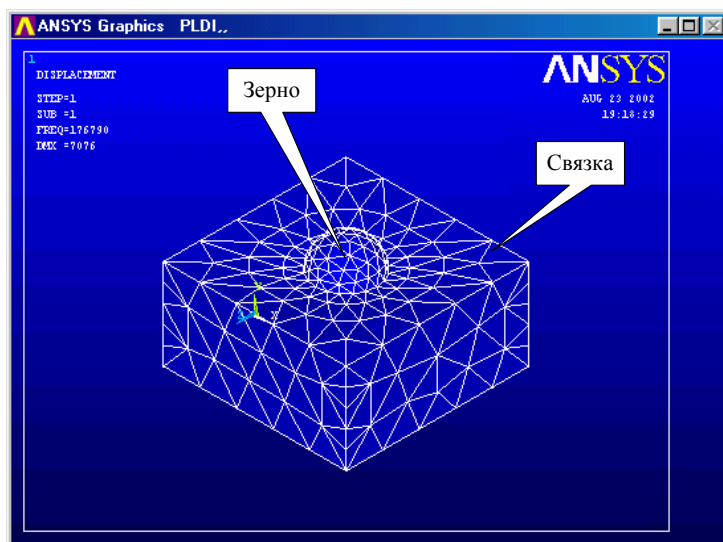 ANSYS Graphics PLDI,,
1
DISPLACEMENT
STEP=1
SUB =1
FREQ=176790
DMX =7076
ANSYS
AUG 23 2002
19:18:29
Зерно
Связка
X